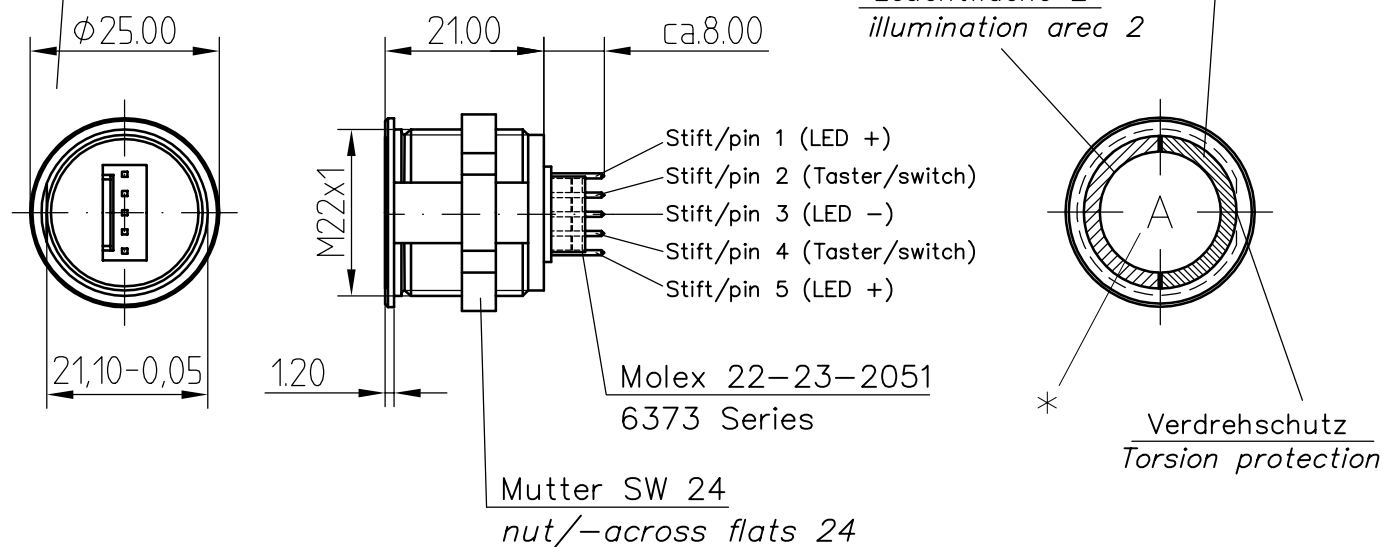 ϕ25.00
21.00
ca.8.00
illumination area 2
M22x1
Stift/pin 1 (LED +)
Stift/pin 2 (Taster/switch)
Stift/pin 3 (LED -)
Stift/pin 4 (Taster/switch)
Stift/pin 5 (LED +)
A
21,10-0,05
1.20
Molex 22-23-2051
6373 Series
*
Verdrehschutz
Torsion protection
Mutter SW 24
nut/-across flats 24